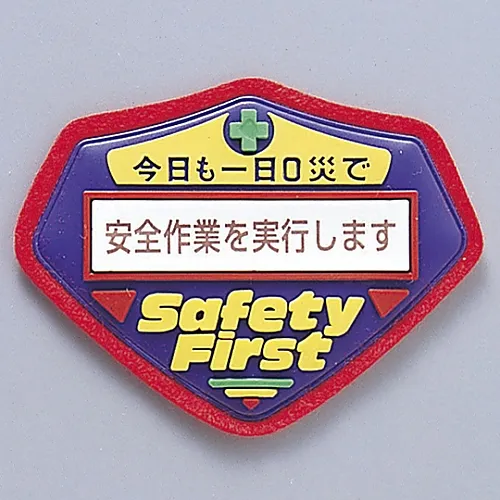 今日も一日0災で
安全作業を実行します
Safety
First